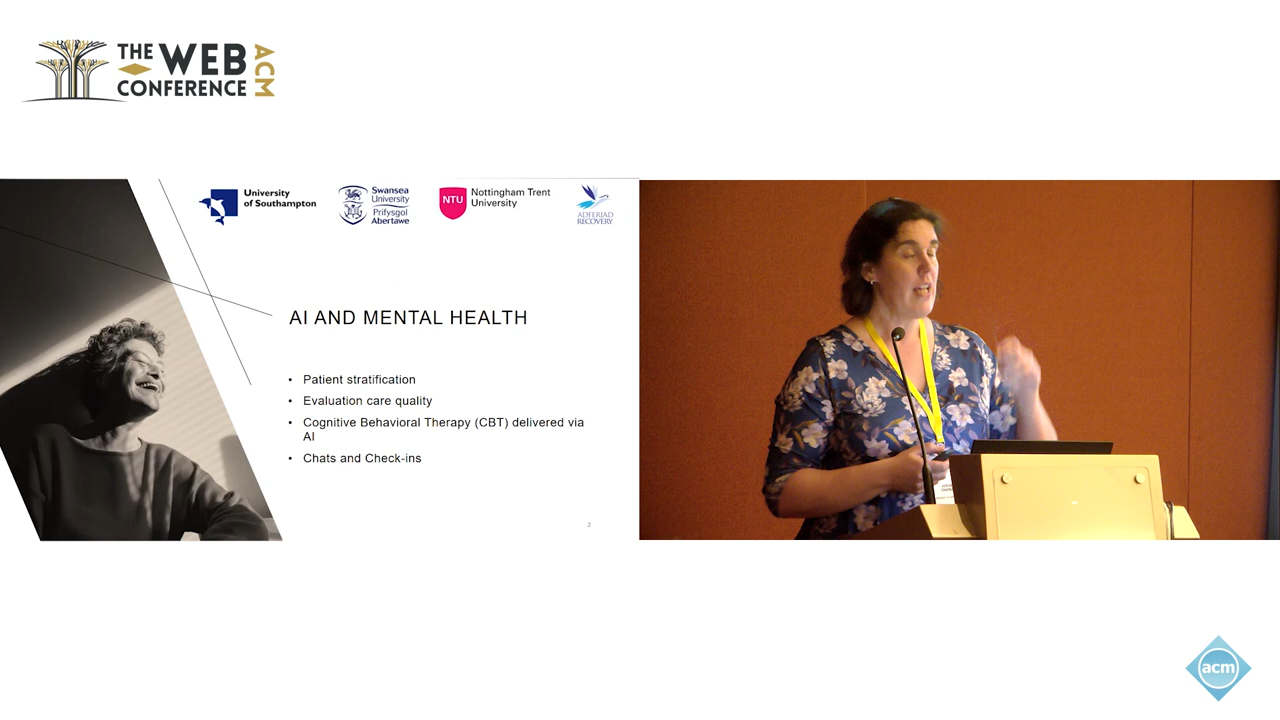 THE WEB
CONFERENCE
ACM
University
of Southampton
Swansea
University
Prifysgol
Abertawe
NTU
Nottingham Trent
University
ADFERIAD
RECOVERY
AI AND MENTAL HEALTH
• Patient stratification
• Evaluation care quality
• Cognitive Behavioral Therapy (CBT) delivered via
AI
• Chats and Check-ins
2
acm